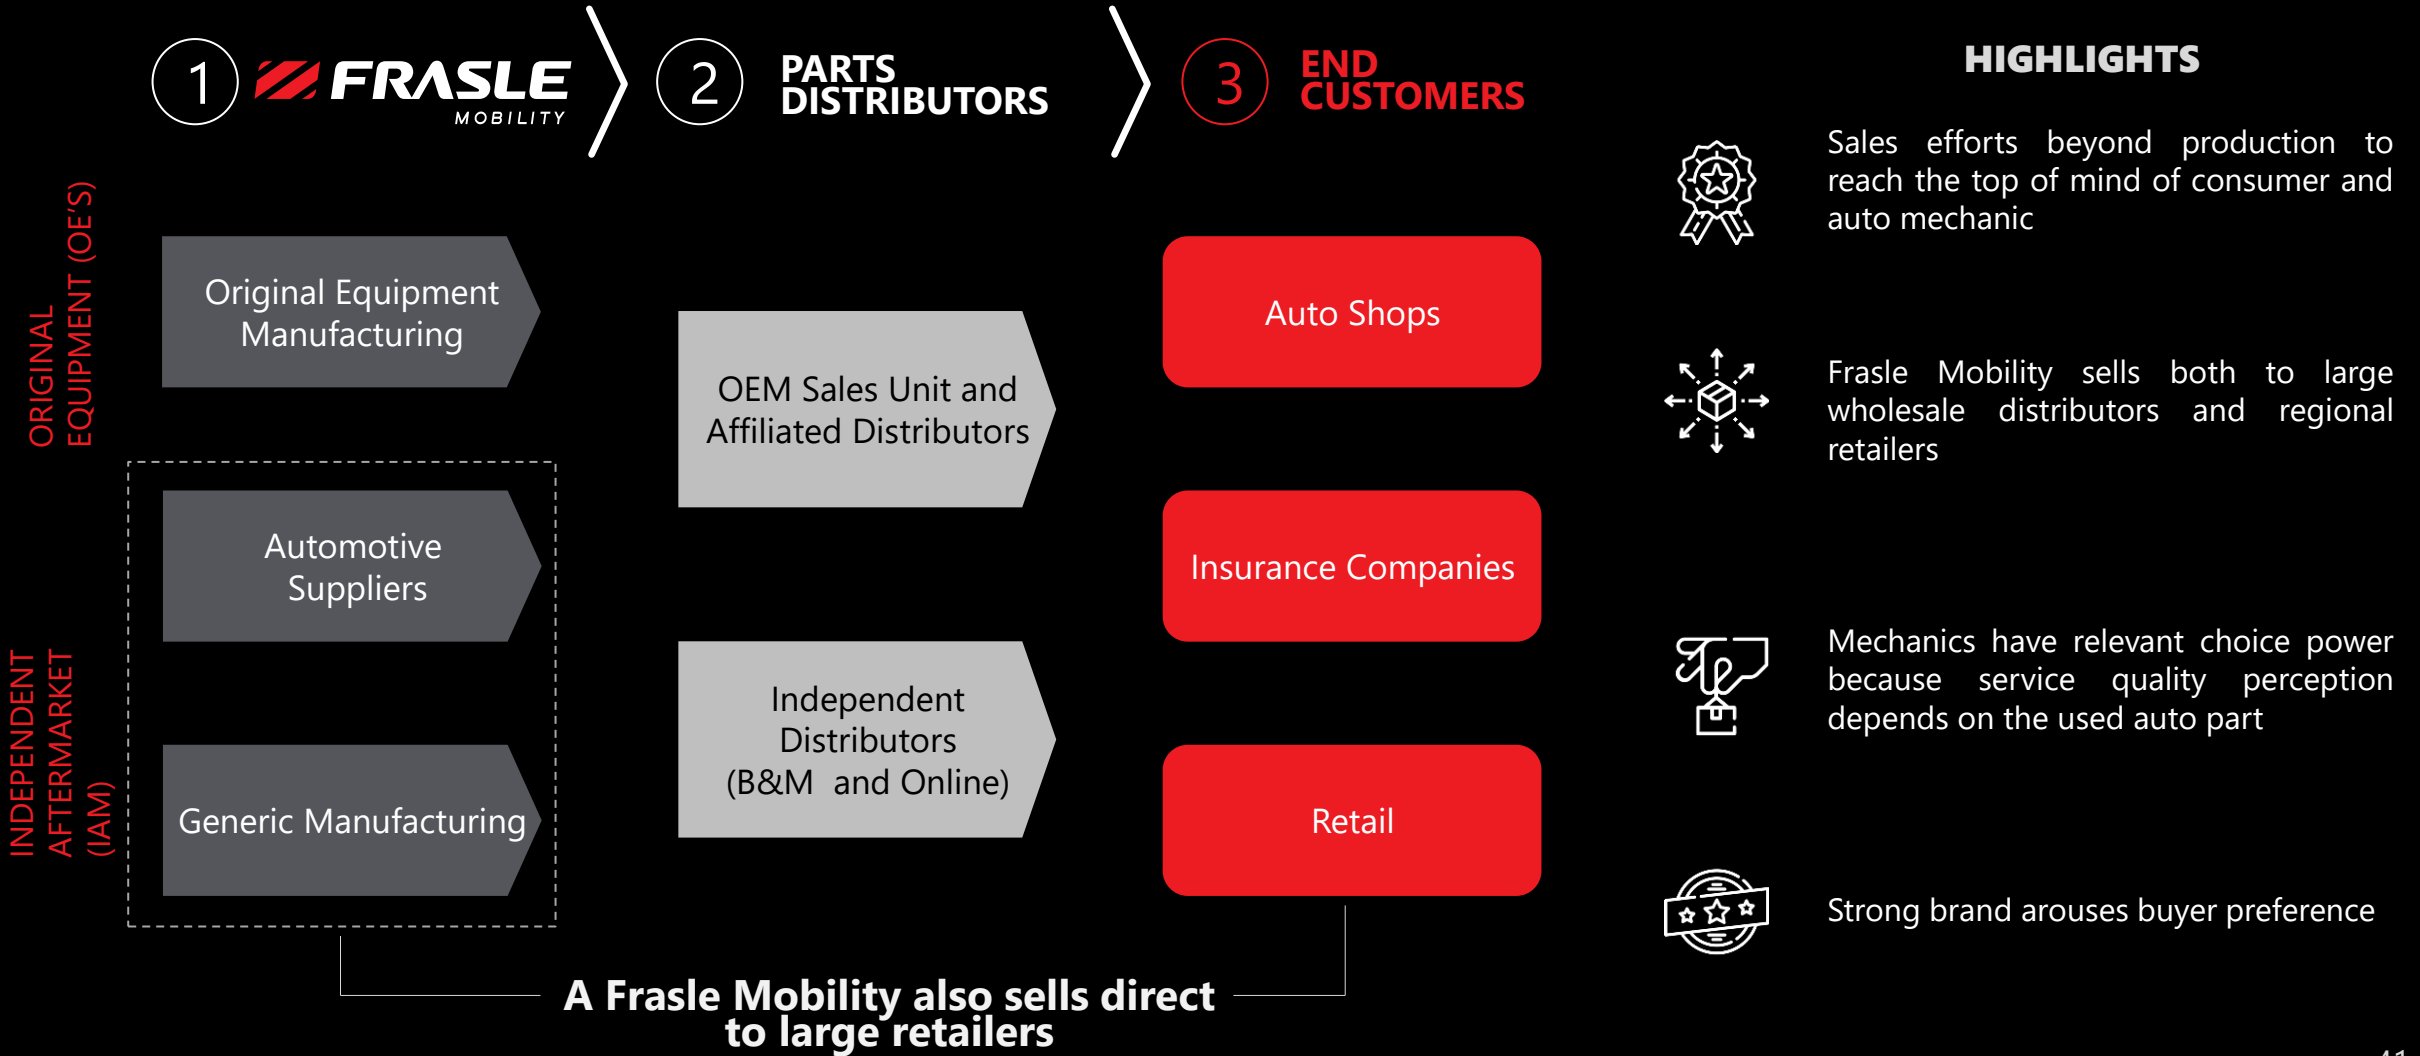 1
FRASLE
MOBILITY
2
PARTS
DISTRIBUTORS
3
END
CUSTOMERS
ORIGINAL
EQUIPMENT (OE'S)
Original Equipment
Manufacturing
Automotive
Suppliers
INDEPENDENT
AFTERMARKET
(IAM)
Generic Manufacturing
OEM Sales Unit and
Affiliated Distributors
Independent
Distributors
(B&M and Online)
Auto Shops
Insurance Companies
Retail
A Frasle Mobility also sells direct
to large retailers
HIGHLIGHTS
Sales efforts beyond production to
reach the top of mind of consumer and
auto mechanic
Frasle Mobility sells both to large
wholesale distributors and regional
retailers
Mechanics have relevant choice power
because service quality perception
depends on the used auto part
Strong brand arouses buyer preference
41